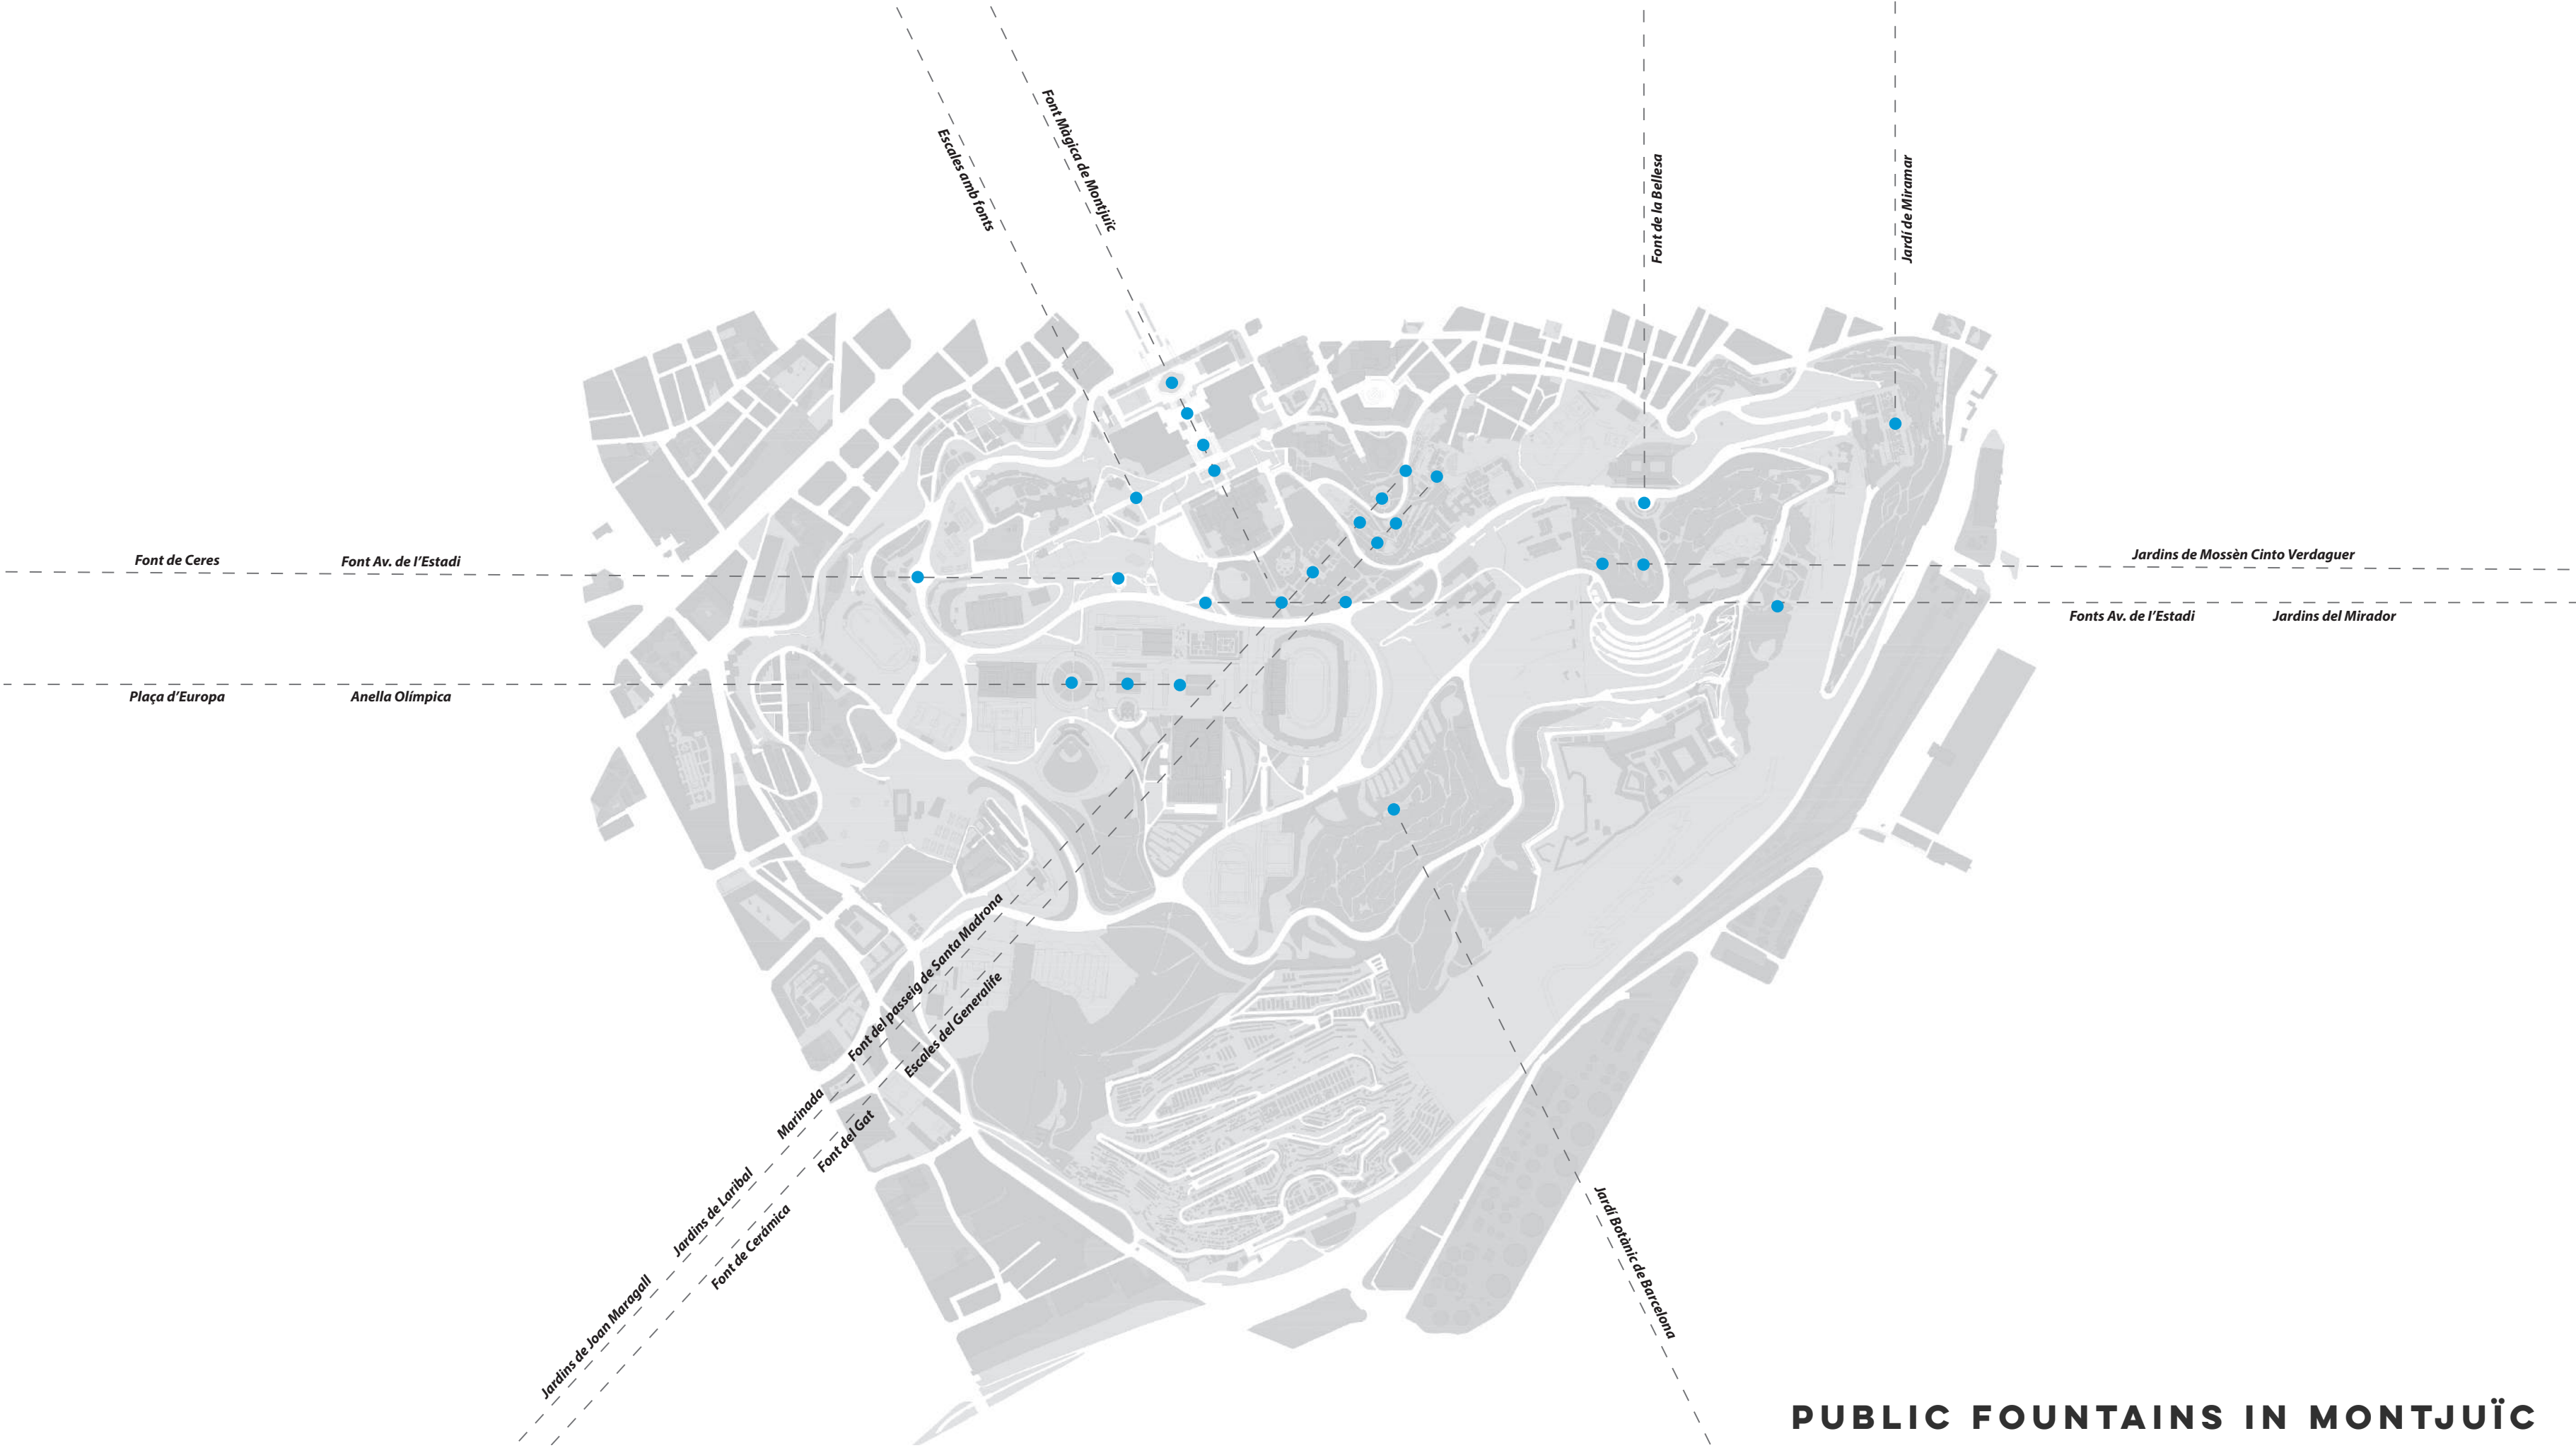 Font Màgica de Montjuïc
Escales amb fonts
Font de la Bellesa
Jardí de Miramar
Font de Ceres
Font Av. de l'Estadi
Jardins de Mossèn Cinto Verdaguer
Fonts Av. de l'Estadi
Jardins del Mirador
Plaça d'Europa
Anella Olímpica
Font del passeig de Santa Madrona
Escales del Generalife
Marinada
Font del Gat
Jardins de Laribal
Font de Cerámica
Jardins de Joan Maragall
Jardí Botànic de Barcelona
PUBLIC FOUNTAINS IN MONTJUÏC